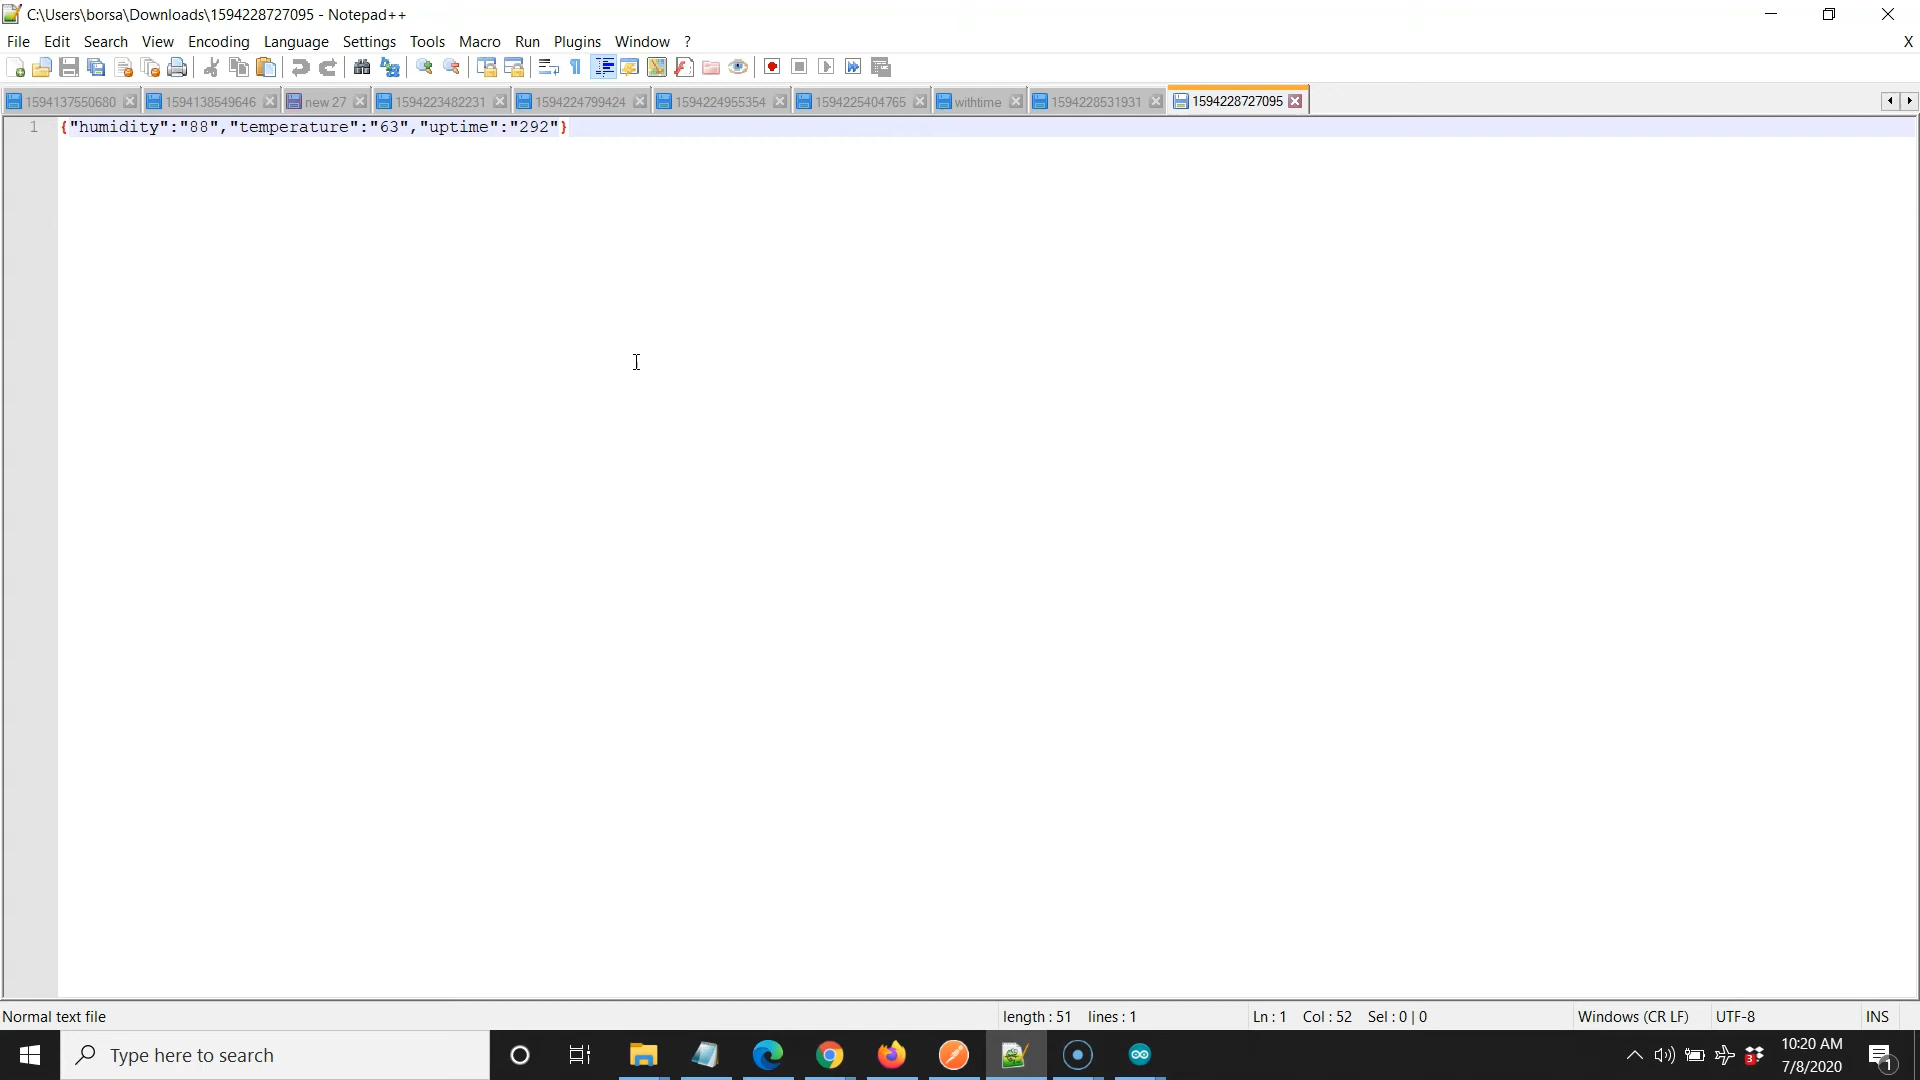 C:\Users\borsa\Downloads\1594228727095 - Notepad++
File Edit Search View Encoding Language Settings Tools Macro Run Plugins Window ? X
1594137550680 1594138549646 new 27 1594223482231 1594224799424 1594224955354 1594225404765 withtime 1594228531931 1594228727095
1 {"humidity":"88","temperature":"63","uptime":"292"}
Normal text file length : 51 lines : 1 Ln : 1 Col : 52 Sel : 0 | 0 Windows (CR LF) UTF-8 INS
Type here to search 3 10:20 AM 1
7/8/2020